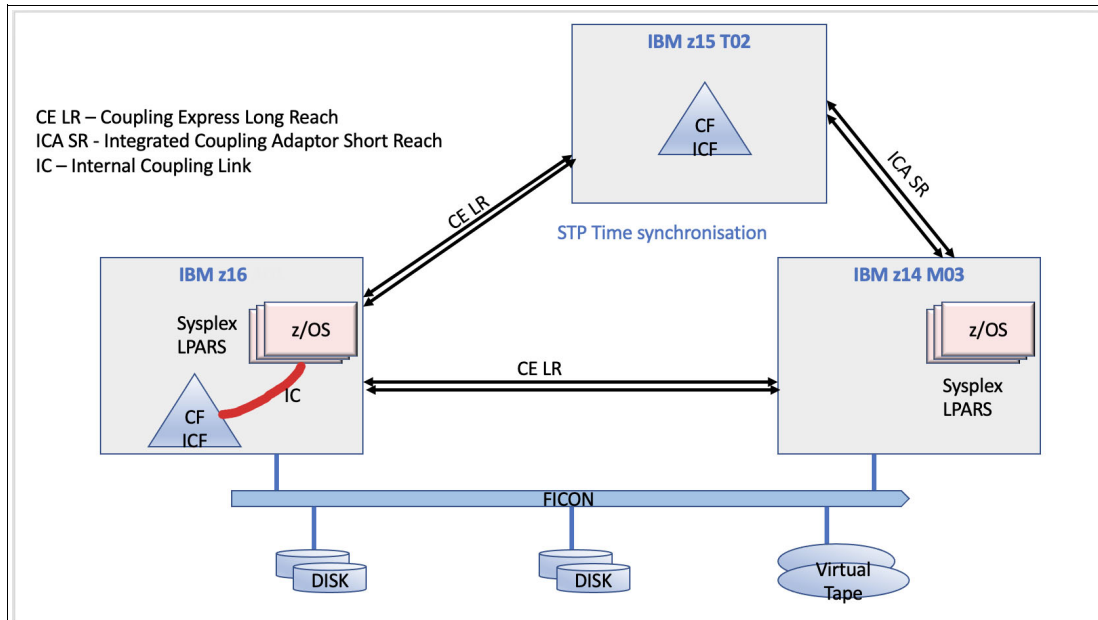 IBM z15 T02
CE LR – Coupling Express Long Reach
ICA SR - Integrated Coupling Adaptor Short Reach
IC – Internal Coupling Link
CF
ICF
ICA SR
CE LR
STP Time synchronisation
IBM z16
IBM z14 M03
Sysplex
LPARS
z/OS
z/OS
CE LR
IC
Sysplex
LPARS
CF
ICF
FICON
DISK
DISK
Virtual
Tape